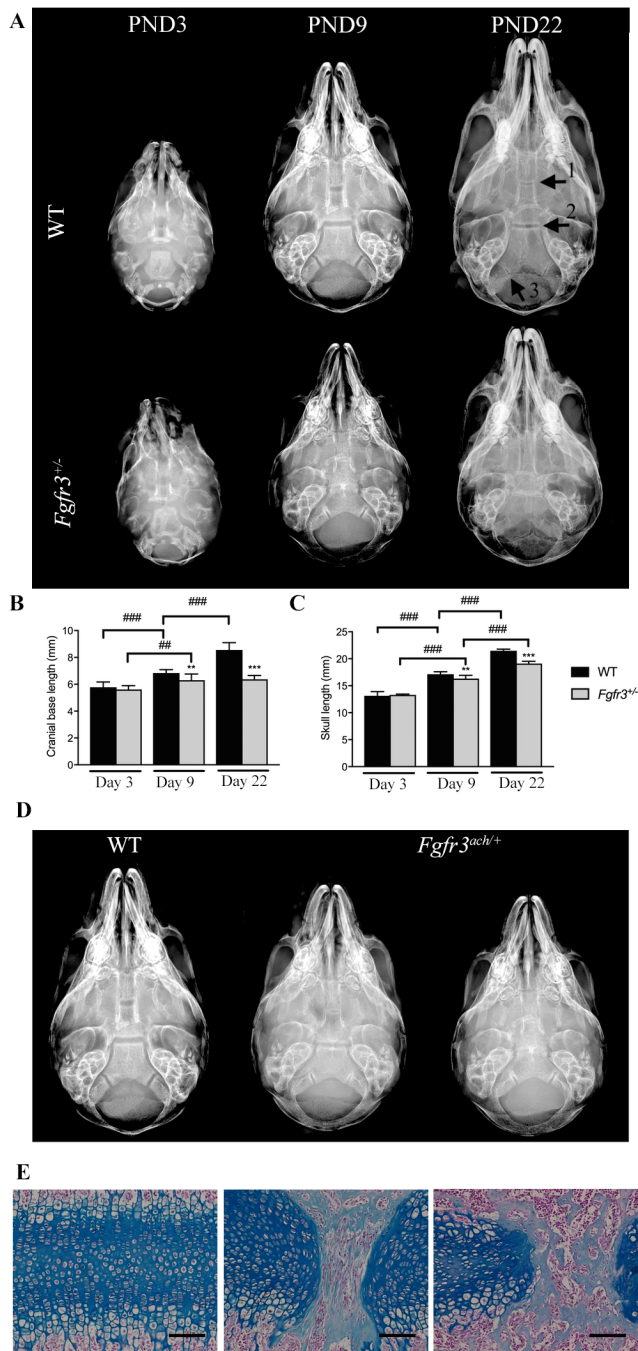 A
PND3 PND9 PND22
WT
1
2
3
Fgfr3+/-
B
###
###
##
**
***
Cranial base length (mm)
10
8
6
4
2
0
Day 3 Day 9 Day 22
C
###
###
###
###
**
***
Skull length (mm)
25
20
15
10
5
0
Day 3 Day 9 Day 22
WT
Fgfr3+/-
D
WT Fgfr3ach/+
E